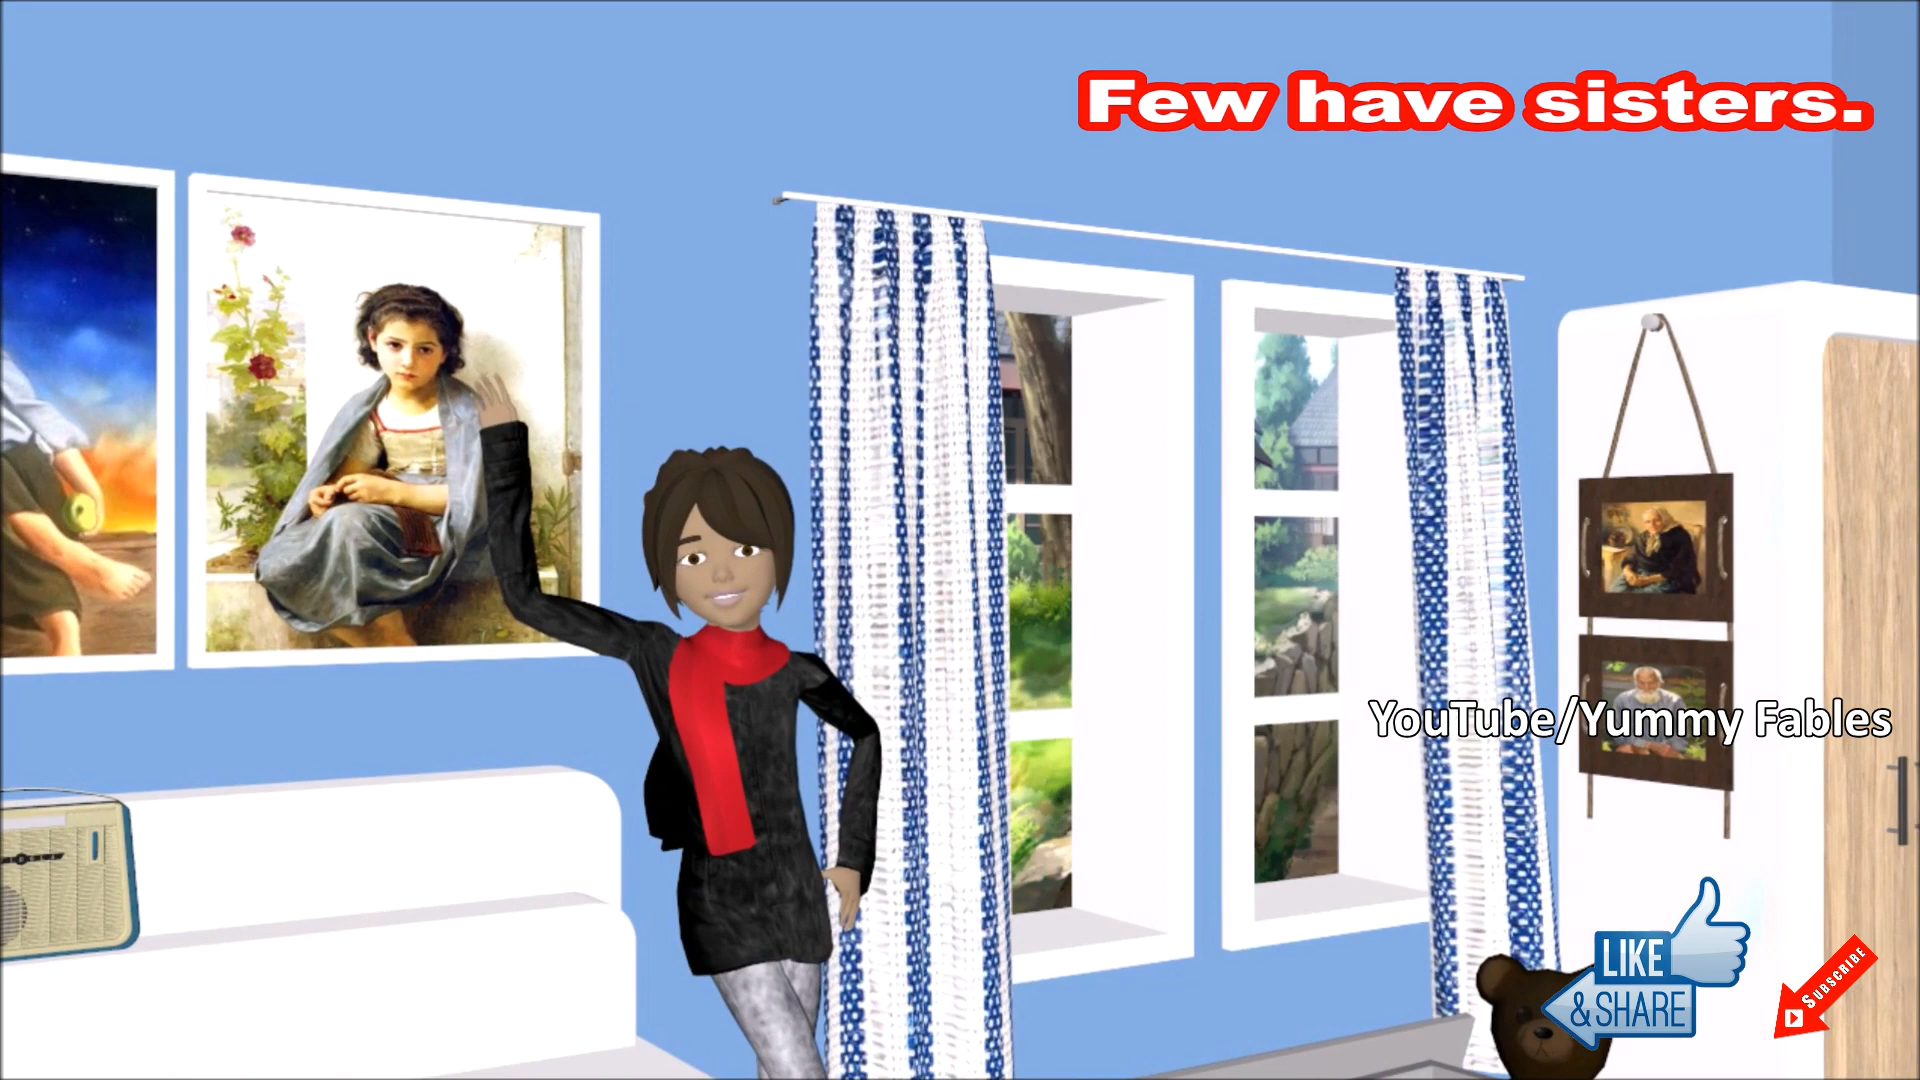 Few have sisters.
YouTube/Yummy Fables
LIKE
& SHARE
SUBSCRIBE